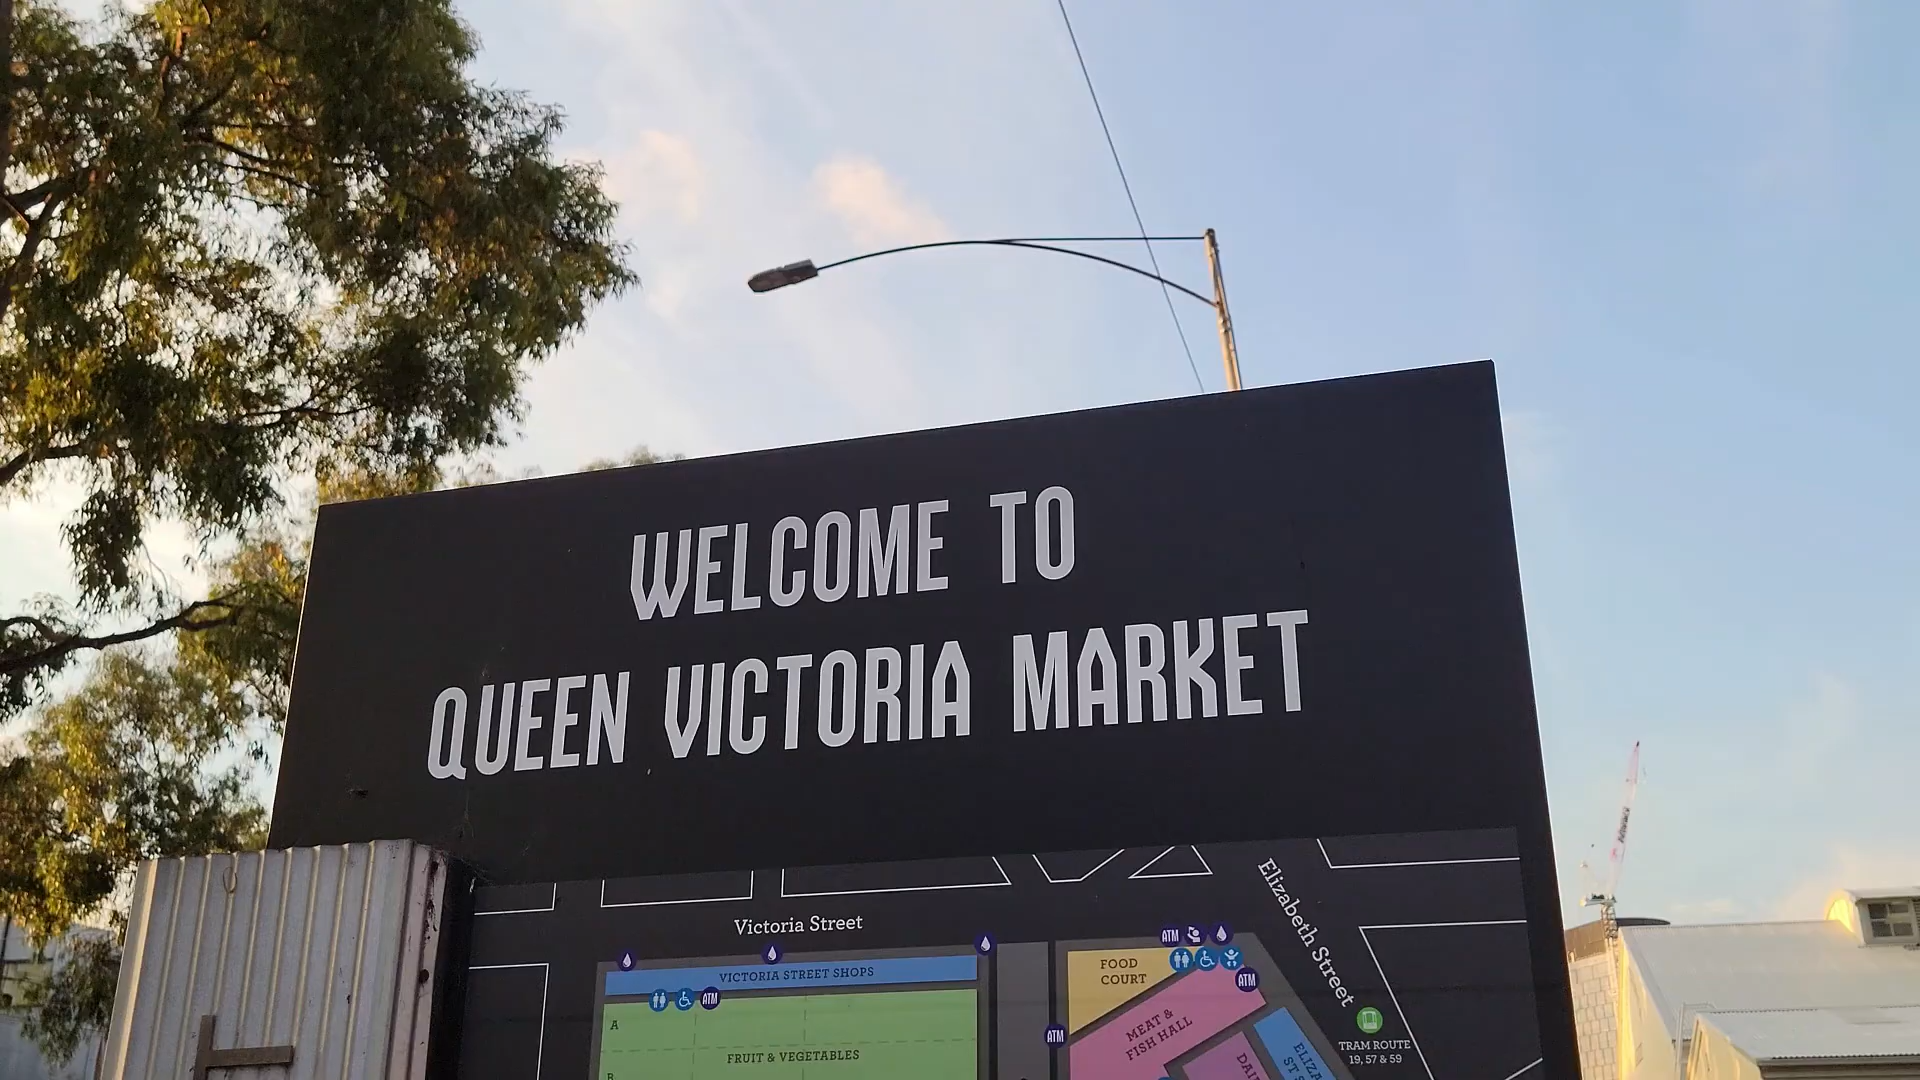 WELCOME TO
QUEEN VICTORIA MARKET
Victoria Street
Elizabeth Street
VICTORIA STREET SHOPS
ATM
A
FRUIT & VEGETABLES
B
ATM
FOOD
COURT
ATM
ATM
MEAT &
FISH HALL
TRAM ROUTE
19, 57 & 59